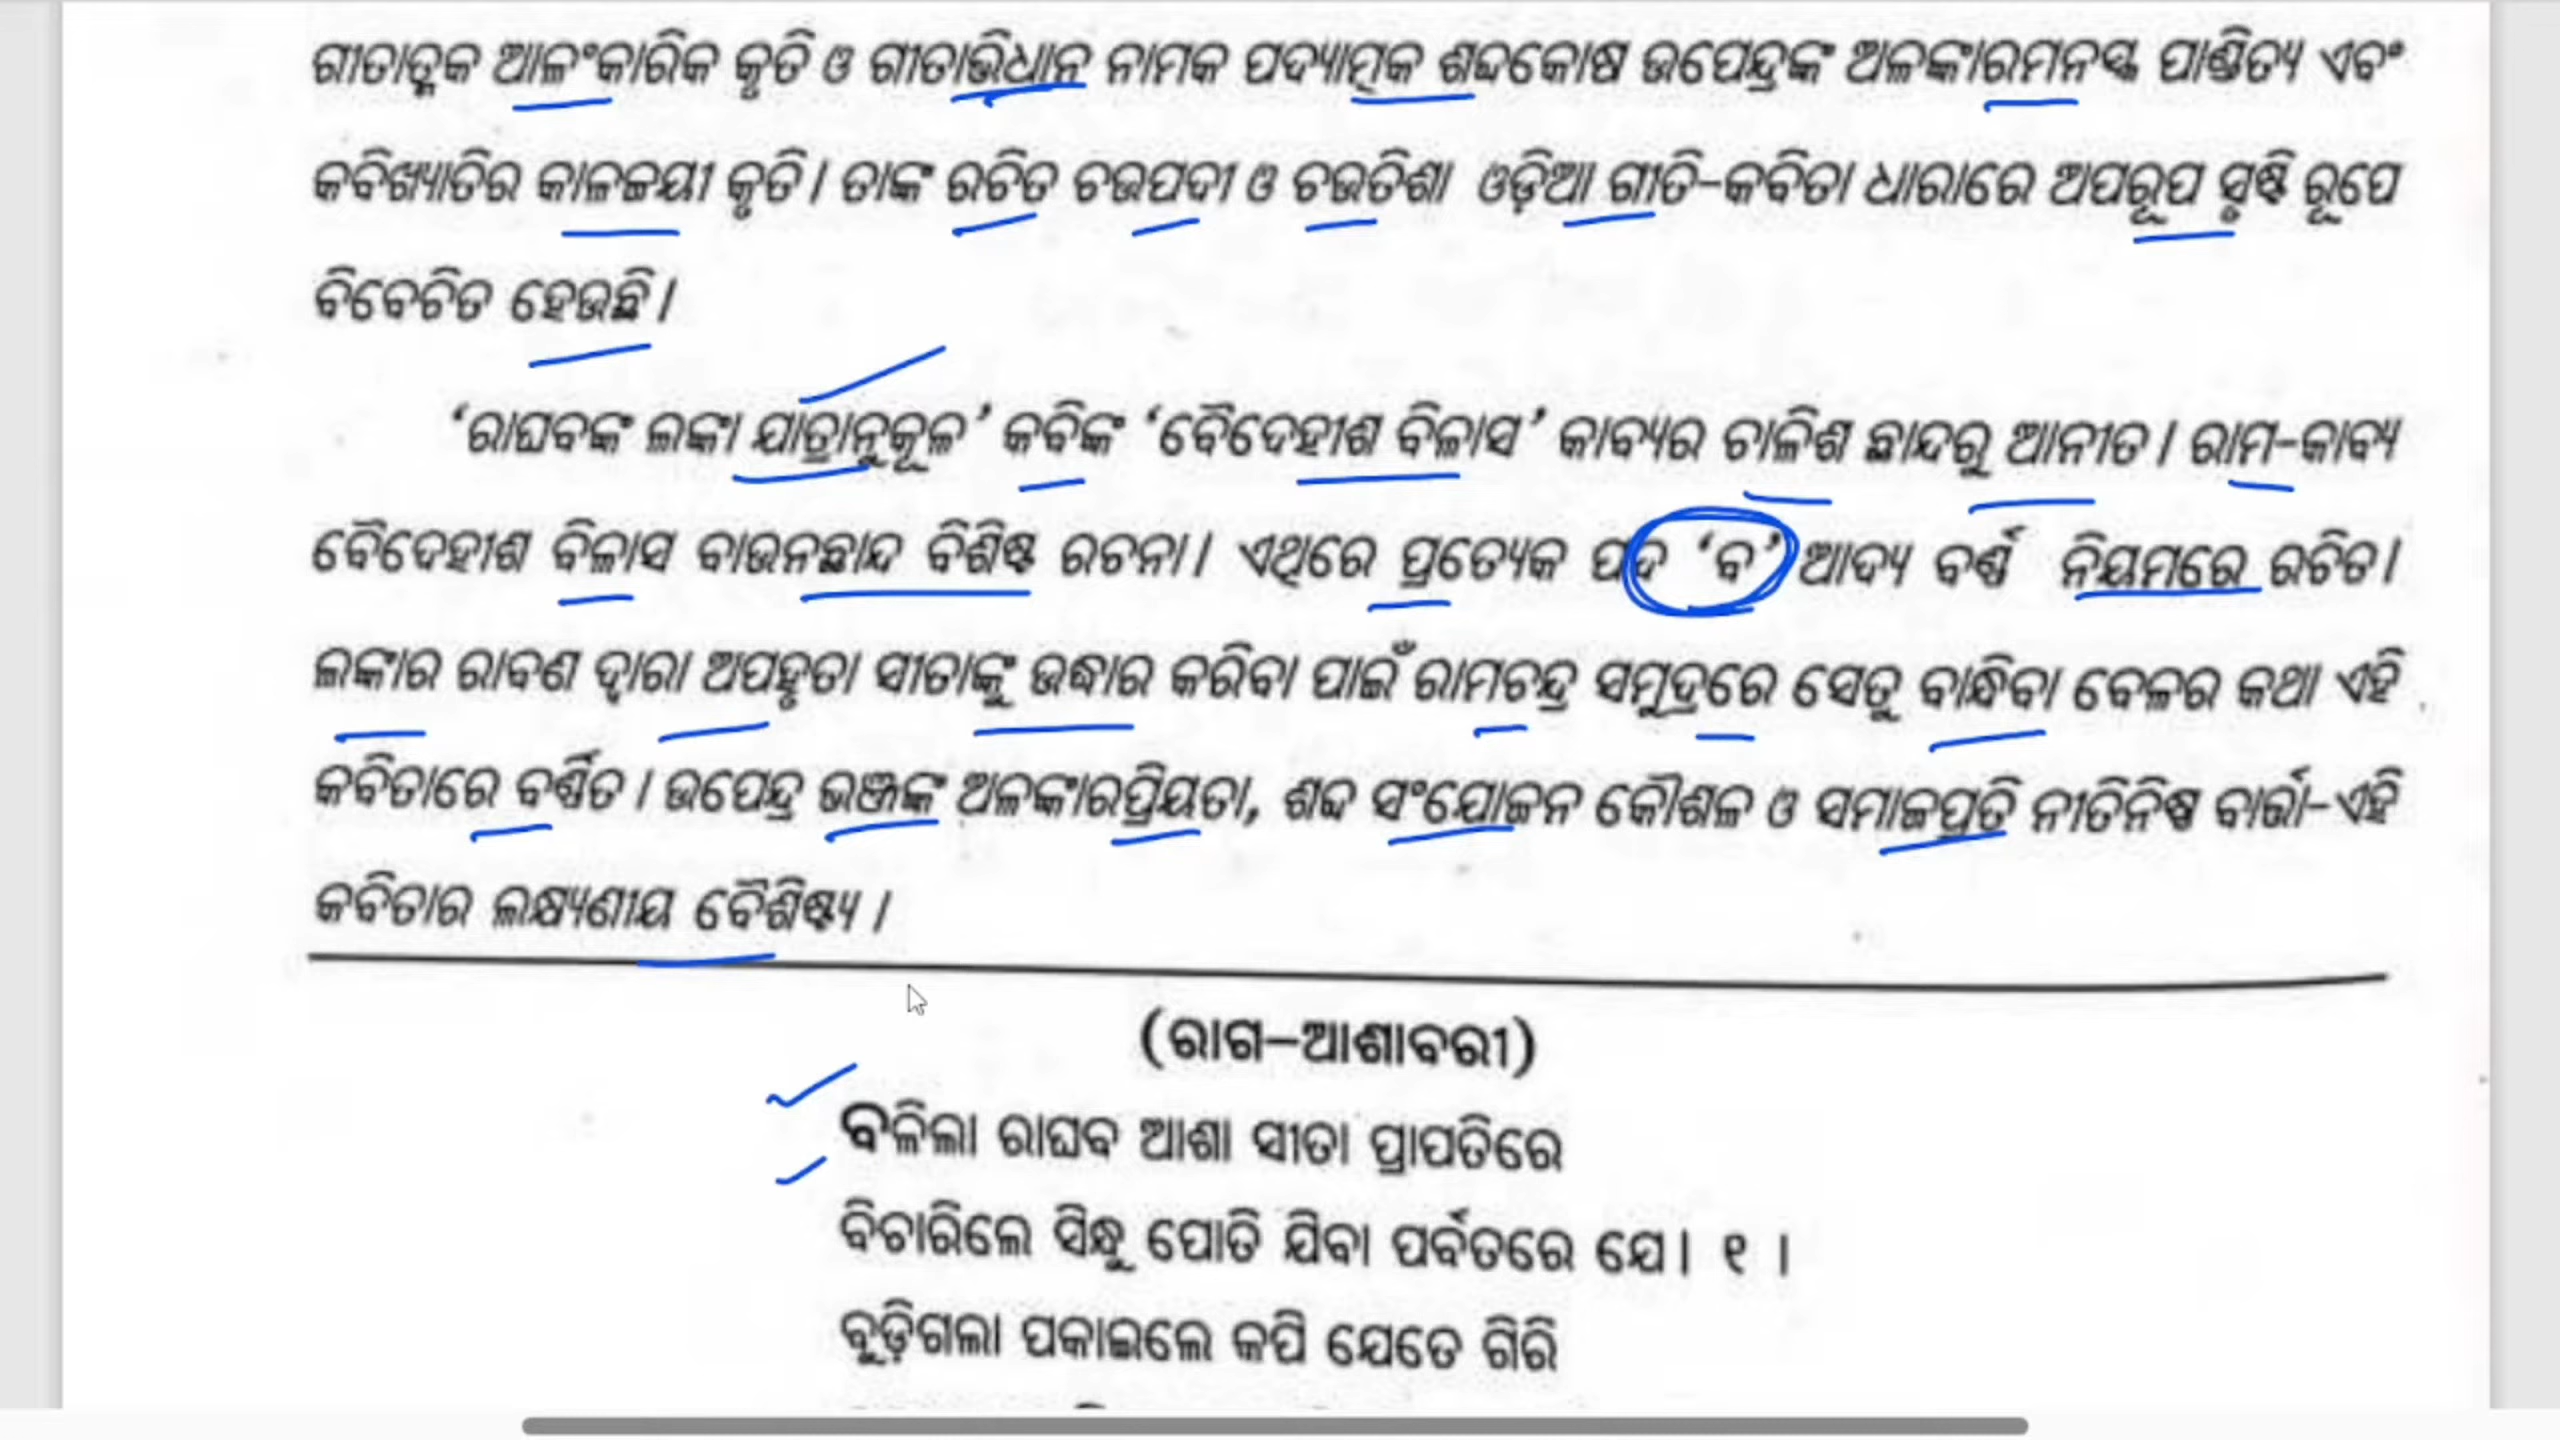 ଗୀତାତ୍ମକ ଆଳଂକାରିକ କୃତି ଓ ଗୀତାଭିଧାନ ନାମକ ପଦ୍ୟାତ୍ମକ ଶବ୍ଦକୋଷ ଉପେନ୍ଦ୍ରଙ୍କ ଅଳଙ୍କାରମନସ୍କ ପାଣ୍ଡିତ୍ୟ ଏବଂ
କବିଖ୍ୟାତିର କାଳଜୟୀ କୃତି। ତାଙ୍କ ରଚିତ ଚଉପଦୀ ଓ ଚଉତିଶା ଓଡ଼ିଆ ଗୀତି-କବିତା ଧାରାରେ ଅପରୂପ ସୃଷ୍ଟି ରୂପେ
ବିବେଚିତ ହେଉଛି।
‘ରାଘବଙ୍କ ଲଙ୍କା ଯାତ୍ରାନୁକୂଳ’ କବିଙ୍କ ‘ବୈଦେହୀଶ ବିଳାସ’ କାବ୍ୟର ଚାଳିଶ ଛାନ୍ଦରୁ ଆନୀତ। ରାମ-କାବ୍ୟ
ବୈଦେହୀଶ ବିଳାସ ବାଉନଛାନ୍ଦ ବିଶିଷ୍ଟ ରଚନା। ଏଥିରେ ପ୍ରତ୍ୟେକ ପଦ ‘ବ’ ଆଦ୍ୟ ବର୍ଣ୍ଣ ନିୟମରେ ରଚିତ।
ଲଙ୍କାର ରାବଣ ଦ୍ୱାରା ଅପହୃତା ସୀତାଙ୍କୁ ଉଦ୍ଧାର କରିବା ପାଇଁ ରାମଚନ୍ଦ୍ର ସମୁଦ୍ରରେ ସେତୁ ବାନ୍ଧିବା ବେଳର କଥା ଏହି
କବିତାରେ ବର୍ଣ୍ଣିତ। ଉପେନ୍ଦ୍ର ଭଞ୍ଜଙ୍କ ଅଳଙ୍କାରପ୍ରିୟତା, ଶବ୍ଦ ସଂଯୋଜନ କୌଶଳ ଓ ସମାଜପ୍ରତି ନୀତିନିଷ୍ଠ ବାର୍ତ୍ତା-ଏହି
କବିତାର ଲକ୍ଷ୍ୟଣୀୟ ବୈଶିଷ୍ଟ୍ୟ।
(ରାଗ-ଆଶାବରୀ)
ବଳିଲା ରାଘବ ଆଶା ସୀତା ପ୍ରାପତିରେ
ବିଚାରିଲେ ସିନ୍ଧୁ ପୋତି ଯିବା ପର୍ବତରେ ଯେ। ୧ ।
ବୁଡ଼ିଗଲା ପକାଇଲେ କପି ଯେତେ ଗିରି